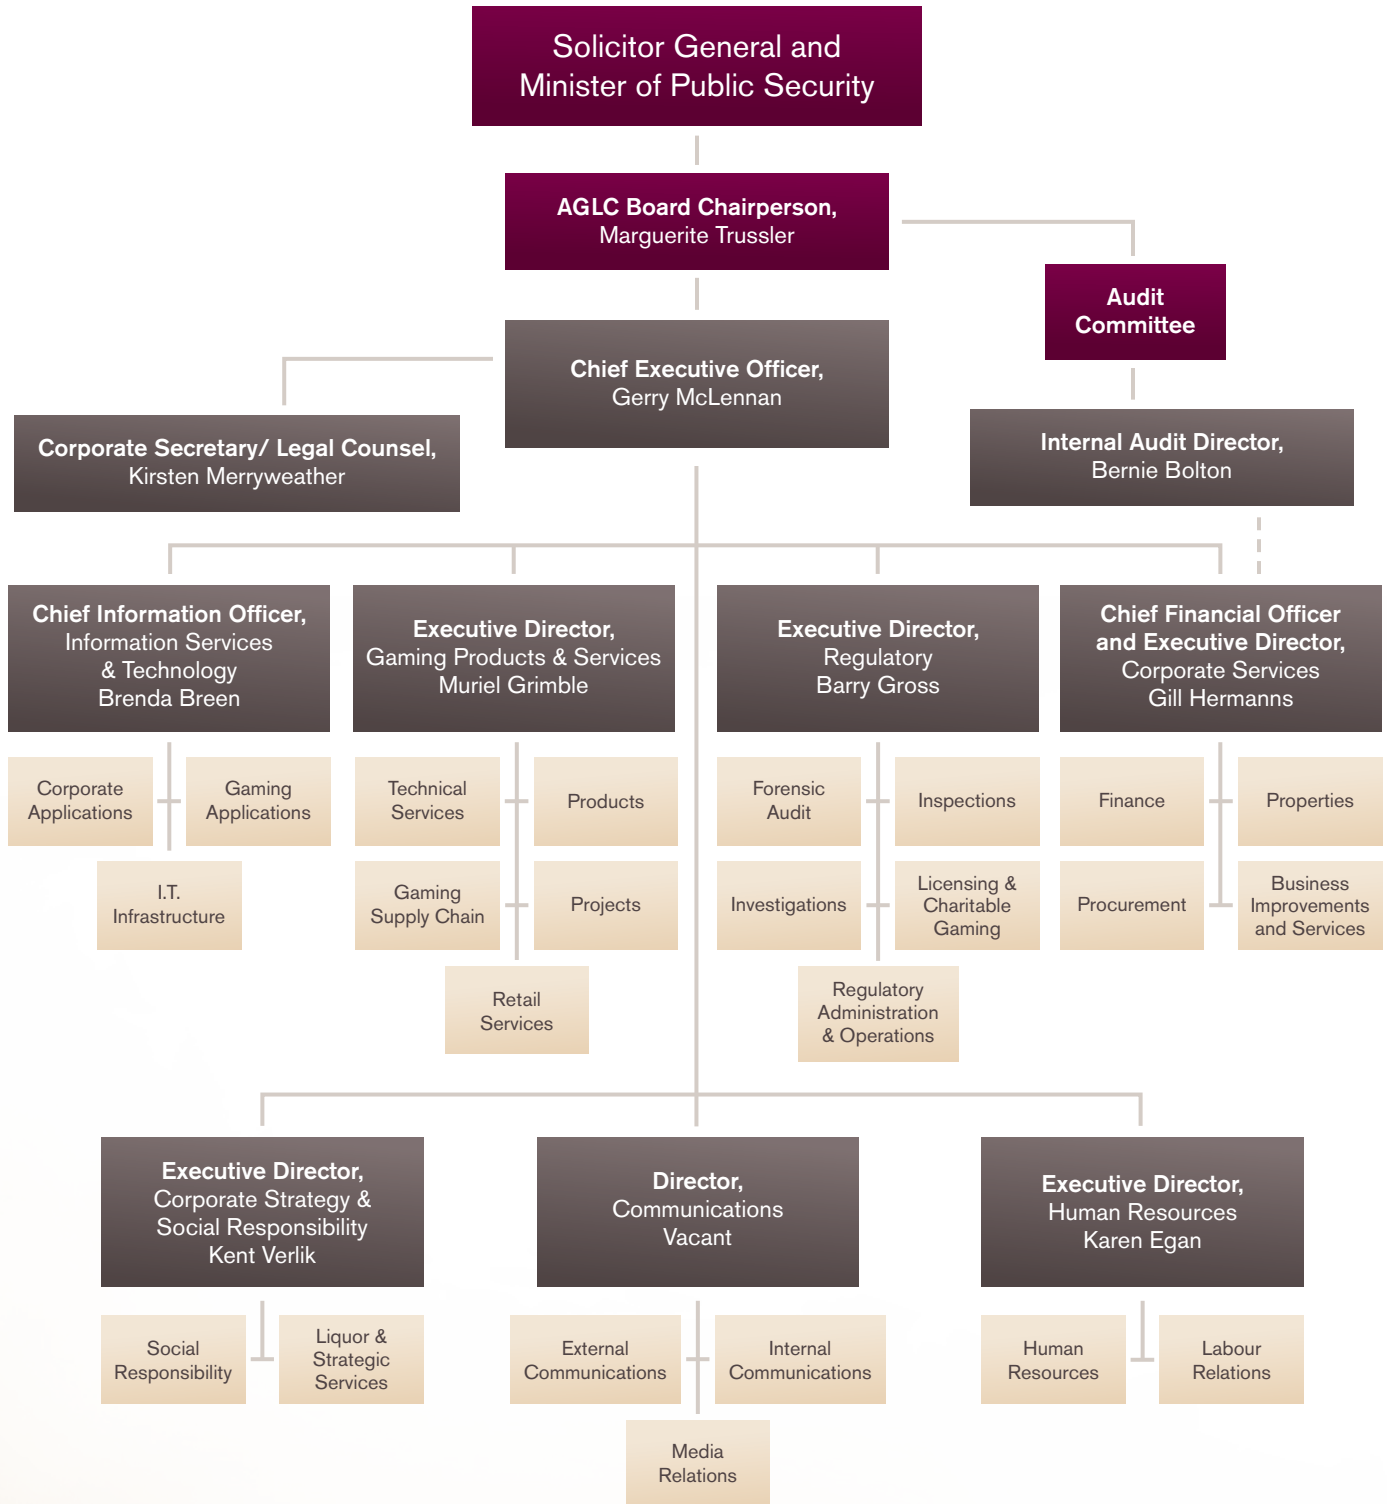 Solicitor General and
Minister of Public Security
AGLC Board Chairperson,
Marguerite Trussler
Audit
Committee
Chief Executive Officer,
Gerry McLennan
Corporate Secretary/ Legal Counsel,
Kirsten Merryweather
Internal Audit Director,
Bernie Bolton
Chief Information Officer,
Information Services
& Technology
Brenda Breen
Executive Director,
Gaming Products & Services
Muriel Grimble
Executive Director,
Regulatory
Barry Gross
Chief Financial Officer
and Executive Director,
Corporate Services
Gill Hermanns
Corporate
Applications
Gaming
Applications
I.T.
Infrastructure
Technical
Services
Products
Gaming
Supply Chain
Projects
Retail
Services
Forensic
Audit
Inspections
Investigations
Licensing &
Charitable
Gaming
Regulatory
Administration
& Operations
Finance
Properties
Procurement
Business
Improvements
and Services
Executive Director,
Corporate Strategy &
Social Responsibility
Kent Verlik
Director,
Communications
Vacant
Executive Director,
Human Resources
Karen Egan
Social
Responsibility
Liquor &
Strategic
Services
External
Communications
Internal
Communications
Media
Relations
Human
Resources
Labour
Relations